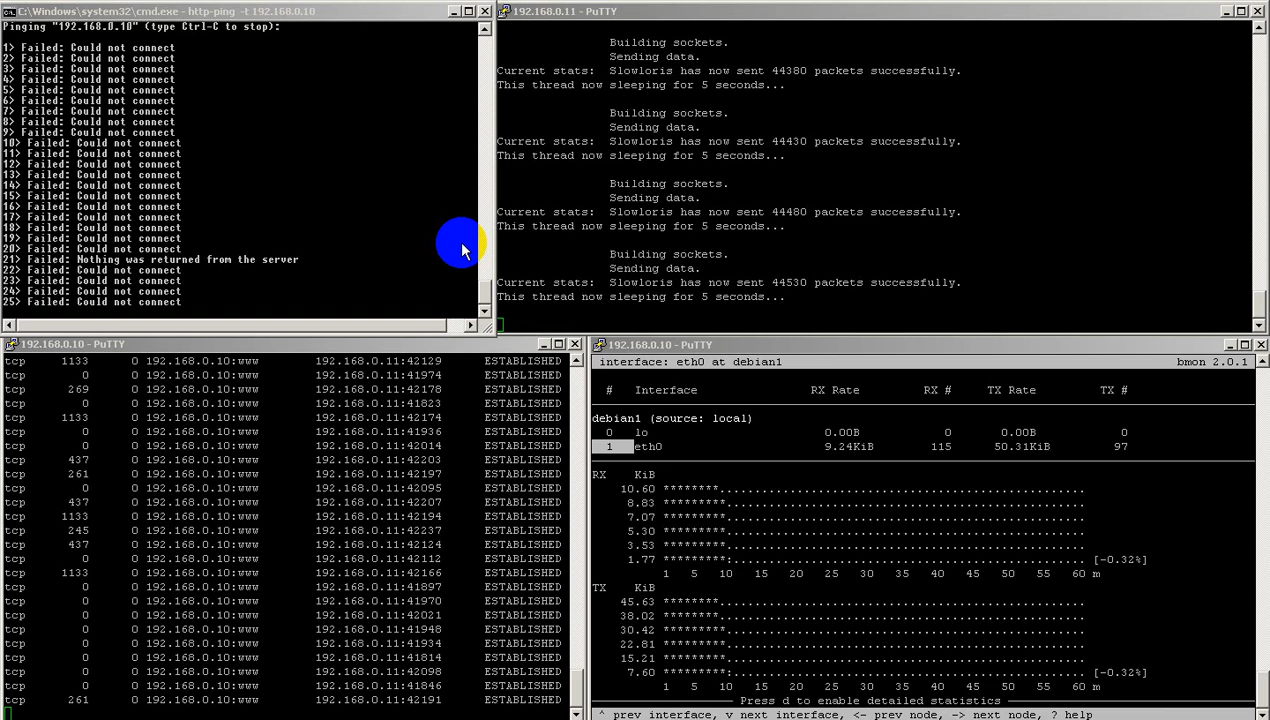 C:\Windows\system32\cmd.exe - http-ping -t 192.168.0.10
Pinging "192.168.0.10" (type Ctrl-C to stop):
1> Failed: Could not connect
2> Failed: Could not connect
3> Failed: Could not connect
4> Failed: Could not connect
5> Failed: Could not connect
6> Failed: Could not connect
7> Failed: Could not connect
8> Failed: Could not connect
9> Failed: Could not connect
10> Failed: Could not connect
11> Failed: Could not connect
12> Failed: Could not connect
13> Failed: Could not connect
14> Failed: Could not connect
15> Failed: Could not connect
16> Failed: Could not connect
17> Failed: Could not connect
18> Failed: Could not connect
19> Failed: Could not connect
20> Failed: Could not connect
21> Failed: Nothing was returned from the server
22> Failed: Could not connect
23> Failed: Could not connect
24> Failed: Could not connect
25> Failed: Could not connect
192.168.0.11 - PuTTY
Building sockets.
Sending data.
Current stats: Slowloris has now sent 44380 packets successfully.
This thread now sleeping for 5 seconds...
Building sockets.
Sending data.
Current stats: Slowloris has now sent 44430 packets successfully.
This thread now sleeping for 5 seconds...
Building sockets.
Sending data.
Current stats: Slowloris has now sent 44480 packets successfully.
This thread now sleeping for 5 seconds...
Building sockets.
Sending data.
Current stats: Slowloris has now sent 44530 packets successfully.
This thread now sleeping for 5 seconds...
192.168.0.10 - PuTTY
tcp 1133 0 192.168.0.10:www 192.168.0.11:42129 ESTABLISHED
tcp 0 0 192.168.0.10:www 192.168.0.11:41974 ESTABLISHED
tcp 269 0 192.168.0.10:www 192.168.0.11:42178 ESTABLISHED
tcp 0 0 192.168.0.10:www 192.168.0.11:41823 ESTABLISHED
tcp 1133 0 192.168.0.10:www 192.168.0.11:42174 ESTABLISHED
tcp 0 0 192.168.0.10:www 192.168.0.11:41936 ESTABLISHED
tcp 0 0 192.168.0.10:www 192.168.0.11:42014 ESTABLISHED
tcp 437 0 192.168.0.10:www 192.168.0.11:42203 ESTABLISHED
tcp 261 0 192.168.0.10:www 192.168.0.11:42197 ESTABLISHED
tcp 0 0 192.168.0.10:www 192.168.0.11:42095 ESTABLISHED
tcp 437 0 192.168.0.10:www 192.168.0.11:42207 ESTABLISHED
tcp 1133 0 192.168.0.10:www 192.168.0.11:42194 ESTABLISHED
tcp 245 0 192.168.0.10:www 192.168.0.11:42237 ESTABLISHED
tcp 437 0 192.168.0.10:www 192.168.0.11:42124 ESTABLISHED
tcp 0 0 192.168.0.10:www 192.168.0.11:42112 ESTABLISHED
tcp 1133 0 192.168.0.10:www 192.168.0.11:42166 ESTABLISHED
tcp 0 0 192.168.0.10:www 192.168.0.11:41897 ESTABLISHED
tcp 0 0 192.168.0.10:www 192.168.0.11:41970 ESTABLISHED
tcp 0 0 192.168.0.10:www 192.168.0.11:42021 ESTABLISHED
tcp 0 0 192.168.0.10:www 192.168.0.11:41948 ESTABLISHED
tcp 0 0 192.168.0.10:www 192.168.0.11:41934 ESTABLISHED
tcp 0 0 192.168.0.10:www 192.168.0.11:41814 ESTABLISHED
tcp 0 0 192.168.0.10:www 192.168.0.11:42098 ESTABLISHED
tcp 0 0 192.168.0.10:www 192.168.0.11:41846 ESTABLISHED
tcp 261 0 192.168.0.10:www 192.168.0.11:42191 ESTABLISHED
192.168.0.10 - PuTTY
interface: eth0 at debian1 bmon 2.0.1
# Interface RX Rate RX # TX Rate TX #
debian1 (source: local)
0 lo 0.00B 0 0.00B 0
1 eth0 9.24KiB 115 50.31KiB 97
RX KiB
10.60 ********....................................................
8.83 ********....................................................
7.07 ********....................................................
5.30 *********...................................................
3.53 *********...................................................
1.77 *********:.................................................. [-0.32%]
1 5 10 15 20 25 30 35 40 45 50 55 60 m
TX KiB
45.63 ********....................................................
38.02 ********....................................................
30.42 ********....................................................
22.81 *********...................................................
15.21 *********...................................................
7.60 *********:.................................................. [-0.32%]
1 5 10 15 20 25 30 35 40 45 50 55 60 m
Press d to enable detailed statistics
^ prev interface, v next interface, <- prev node, -> next node, ? help